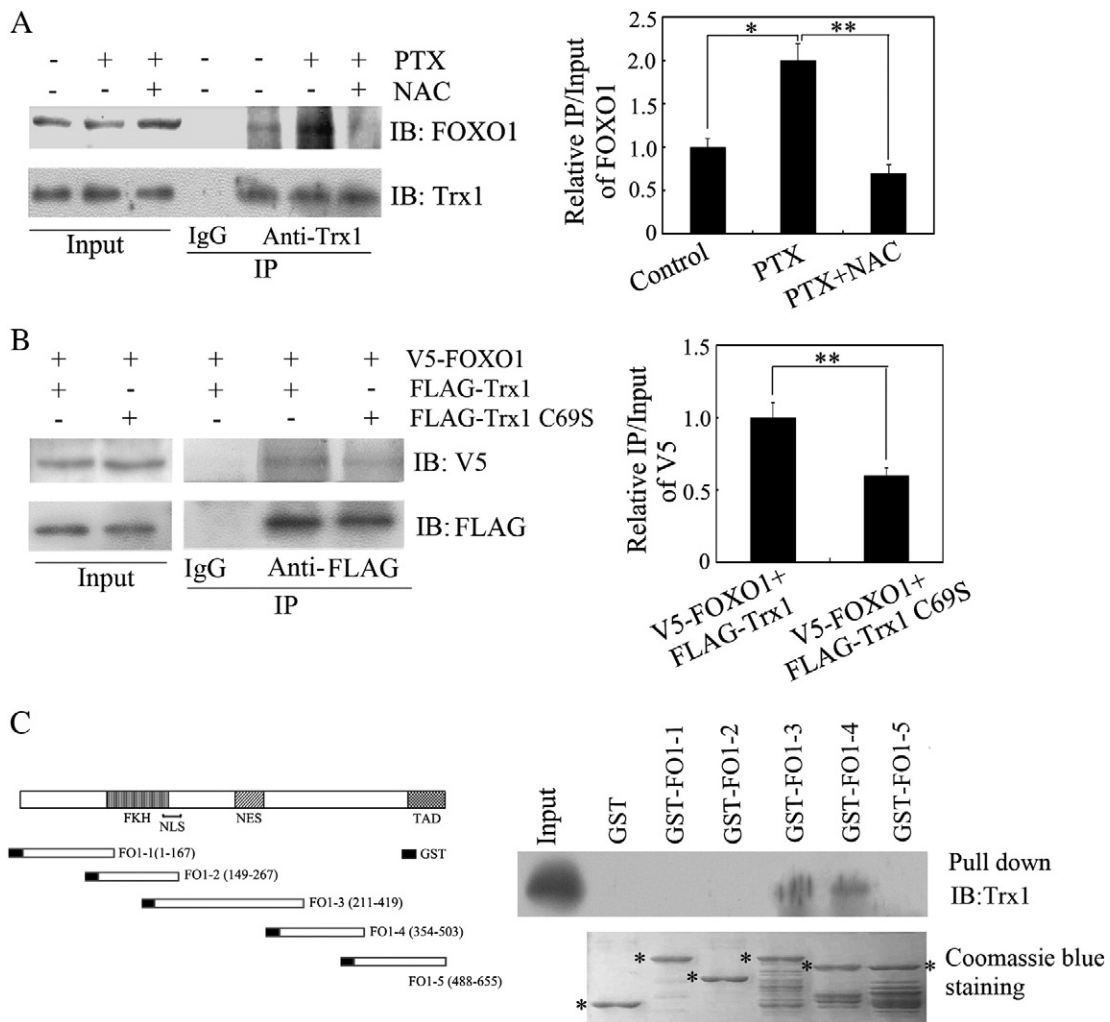 A
- + + - - + + PTX
- - + - - - + NAC
IB: FOXO1
IB: Trx1
Input
IgG Anti-Trx1
IP
Relative IP/Input
of FOXO1
2.5
2.0
1.5
1.0
0.5
0
* **
Control
PTX
PTX+NAC
B
+ + + + + V5-FOXO1
+ - + + - FLAG-Trx1
- + - - + FLAG-Trx1 C69S
IB: V5
IB: FLAG
Input
IgG Anti-FLAG
IP
Relative IP/Input
of V5
1.5
1.0
0.5
0
**
V5-FOXO1+
FLAG-Trx1
V5-FOXO1+
FLAG-Trx1 C69S
C
FKH
NLS
NES
TAD
FO1-1(1-167)
GST
FO1-2 (149-267)
FO1-3 (211-419)
FO1-4 (354-503)
FO1-5 (488-655)
Input
GST
GST-FO1-1
GST-FO1-2
GST-FO1-3
GST-FO1-4
GST-FO1-5
Pull down
IB:Trx1
* * * * * *
Coomassie blue
staining